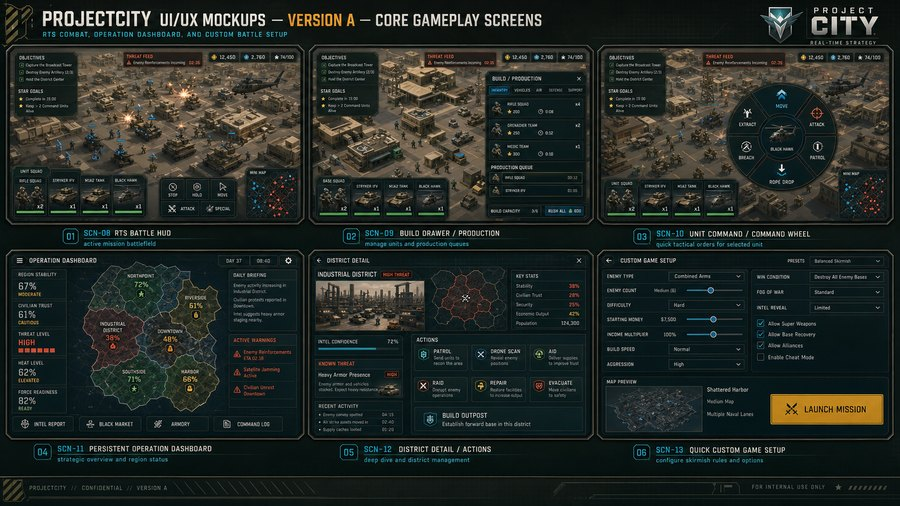 PROJECTCITY UI/UX MOCKUPS — VERSION A — CORE GAMEPLAY SCREENS
RTS COMBAT, OPERATION DASHBOARD, AND CUSTOM BATTLE SETUP
PROJECT
CITY
REAL-TIME STRATEGY
OBJECTIVES
Capture the Broadcast Tower
Destroy Enemy Artillery (2/3)
Hold the District Center
STAR GOALS
Complete in 15:00
Keep > 2 Command Units
Alive
THREAT FEED
Enemy Reinforcements Incoming 02:35
12,450
2,760
74/100
UNIT SQUAD
RIFLE SQUAD
x2
STRYKER IFV
x1
M1A2 TANK
x1
BLACK HAWK
x1
STOP
HOLD
MOVE
ATTACK
SPECIAL
MINI MAP
01 SCN-08 RTS BATTLE HUD
active mission battlefield
OBJECTIVES
Capture the Broadcast Tower
Destroy Enemy Artillery (2/3)
Hold the District Center
STAR GOALS
Complete in 15:00
Keep > 2 Command Units
Alive
THREAT FEED
12,450
2,760
74/100
BUILD / PRODUCTION
INFANTRY
VEHICLES
AIR
DEFENSE
SUPPORT
RIFLE SQUAD
x4
200
0:08
GRENADIER TEAM
x2
250
0:12
MEDIC TEAM
x1
300
0:10
PRODUCTION QUEUE
RIFLE SQUAD
00:12
STRYKER IFV
BUILD CAPACITY
3/6
RUSH ALL
600
BASE SQUAD
x2
STRYKER IFV
x1
M1A2 TANK
x1
BLACK HAWK
x1
02 SCN-09 BUILD DRAWER / PRODUCTION
manage units and production queues
OBJECTIVES
Capture the Broadcast Tower
Destroy Enemy Artillery (2/3)
Hold the District Center
STAR GOALS
Complete in 15:00
Keep > 2 Command Units
Alive
THREAT FEED
Enemy Reinforcements Incoming 02:35
12,450
2,760
74/100
MOVE
EXTRACT
ATTACK
BLACK HAWK
BREACH
PATROL
ROPE DROP
UNIT SQUAD
x2
STRYKER IFV
x1
M1A2 TANK
x1
BLACK HAWK
x1
MINI MAP
03 SCN-10 UNIT COMMAND / COMMAND WHEEL
quick tactical orders for selected unit
OPERATION DASHBOARD
DAY 37
08:40
REGION STABILITY
67%
MODERATE
CIVILIAN TRUST
61%
CAUTIOUS
THREAT LEVEL
HIGH
HEAT LEVEL
62%
ELEVATED
FORCE READINESS
82%
READY
NORTHPOINT
72%
RIVERSIDE
61%
INDUSTRIAL
DISTRICT
38%
DOWNTOWN
48%
SOUTHSIDE
71%
HARBOR
66%
DAILY BRIEFING
Enemy activity increasing in
Industrial District.
Civilian protests reported in
Downtown.
Intel suggests heavy armor
staging nearby.
ACTIVE WARNINGS
Enemy Reinforcements
ETA 02:18
Satellite Jamming
Active
Civilian Unrest
Downtown
INTEL REPORT
BLACK MARKET
ARMORY
COMMAND LOG
04 SCN-11 PERSISTENT OPERATION DASHBOARD
strategic overview and region status
DISTRICT DETAIL
INDUSTRIAL DISTRICT
HIGH THREAT
INTEL CONFIDENCE
72%
KNOWN THREAT
Heavy Armor Presence
HIGH
RECENT ACTIVITY
Enemy convoy spotted
04:15
02:40
Supply caches looted
01:20
KEY STATS
Stability
38%
Civilian Trust
28%
Security
25%
Economic Output
42%
Population
124,300
ACTIONS
PATROL
Send units to
recon the area
DRONE SCAN
Reveal enemy
positions
AID
Deliver supplies
to improve trust
RAID
Disrupt enemy
operations
REPAIR
Restore facilities
to increase output
EVACUATE
Move civilians
to safety
BUILD OUTPOST
Establish forward base in this district
05 SCN-12 DISTRICT DETAIL / ACTIONS
deep dive and district management
CUSTOM GAME SETUP
PRESETS
Balanced Skirmish
ENEMY TYPE
Combined Arms
ENEMY COUNT
Medium (6)
DIFFICULTY
Hard
STARTING MONEY
$7,500
INCOME MULTIPLIER
100%
BUILD SPEED
Normal
AGGRESSION
High
WIN CONDITION
Destroy All Enemy Bases
FOG OF WAR
Standard
INTEL REVEAL
Limited
Allow Super Weapons
Allow Base Recovery
Allow Alliances
Enable Cheat Mode
MAP PREVIEW
Shattered Harbor
Medium Map
Multiple Naval Lanes
LAUNCH MISSION
06 SCN-13 QUICK CUSTOM GAME SETUP
configure skirmish rules and options
PROJECTCITY // CONFIDENTIAL // VERSION A
FOR INTERNAL USE ONLY